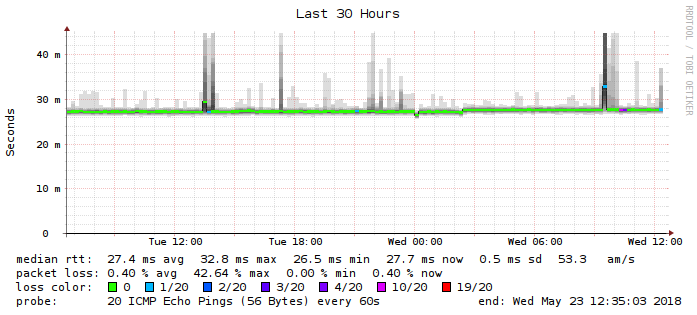 Last 30 Hours
RRDTOOL / TOBI OETIKER
Seconds
40 m
30 m
20 m
10 m
0
Tue 12:00 Tue 18:00 Wed 00:00 Wed 06:00 Wed 12:00
median rtt: 27.4 ms avg 32.8 ms max 26.5 ms min 27.7 ms now 0.5 ms sd 53.3 am/s
packet loss: 0.40 % avg 42.64 % max 0.00 % min 0.40 % now
loss color: 0 1/20 2/20 3/20 4/20 10/20 19/20
probe: 20 ICMP Echo Pings (56 Bytes) every 60s end: Wed May 23 12:35:03 2018